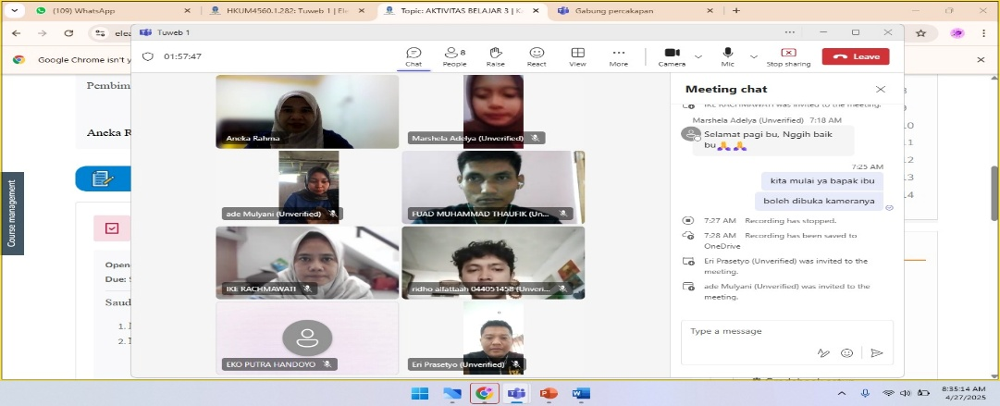 (109) WhatsApp
HKUM4560.1.282: Tuweb 1 | Ele
Topic: AKTIVITAS BELAJAR 3 | K-
Gabung percakapan
elea
Google Chrome isn't y
Tuweb 1
01:57:47
Chat
8
People
Raise
React
View
More
Camera
Mic
Stop sharing
Leave
Pembim
Aneka R
Course management
Open
Due: S
Saud
1.
2.
Aneka Rahma
Marshela Adelya (Unverified)
ade Mulyani (Unverified)
FUAD MUHAMMAD THAUFIK (Un...
IKE RACHMAWATI
ridho alfattaah 044051458 (Unveri...
EKO PUTRA HANDOYO
Eri Prasetyo (Unverified)
Meeting chat
IKE RACHMAWATI was invited to the meeting.
Marshela Adelya (Unverified) 7:18 AM
Selamat pagi bu, Nggih baik
bu🙏🙏
7:25 AM
kita mulai ya bapak ibu
boleh dibuka kameranya
7:27 AM Recording has stopped.
7:28 AM Recording has been saved to
OneDrive
Eri Prasetyo (Unverified) was invited to the
meeting.
ade Mulyani (Unverified) was invited to the
meeting.
Type a message
8:35:14 AM
4/27/2025